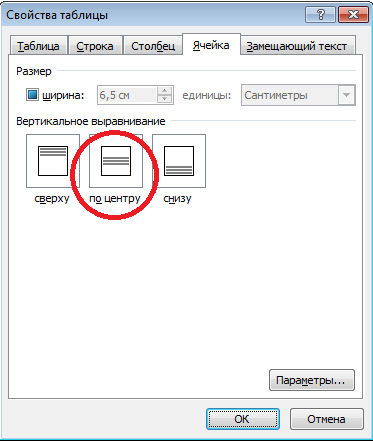 Свойства таблицы
Таблица Строка Столбец Ячейка Замещающий текст
Размер
ширина: 6,5 см единицы: Сантиметры
Вертикальное выравнивание
сверху по центру снизу
Параметры...
ОК Отмена